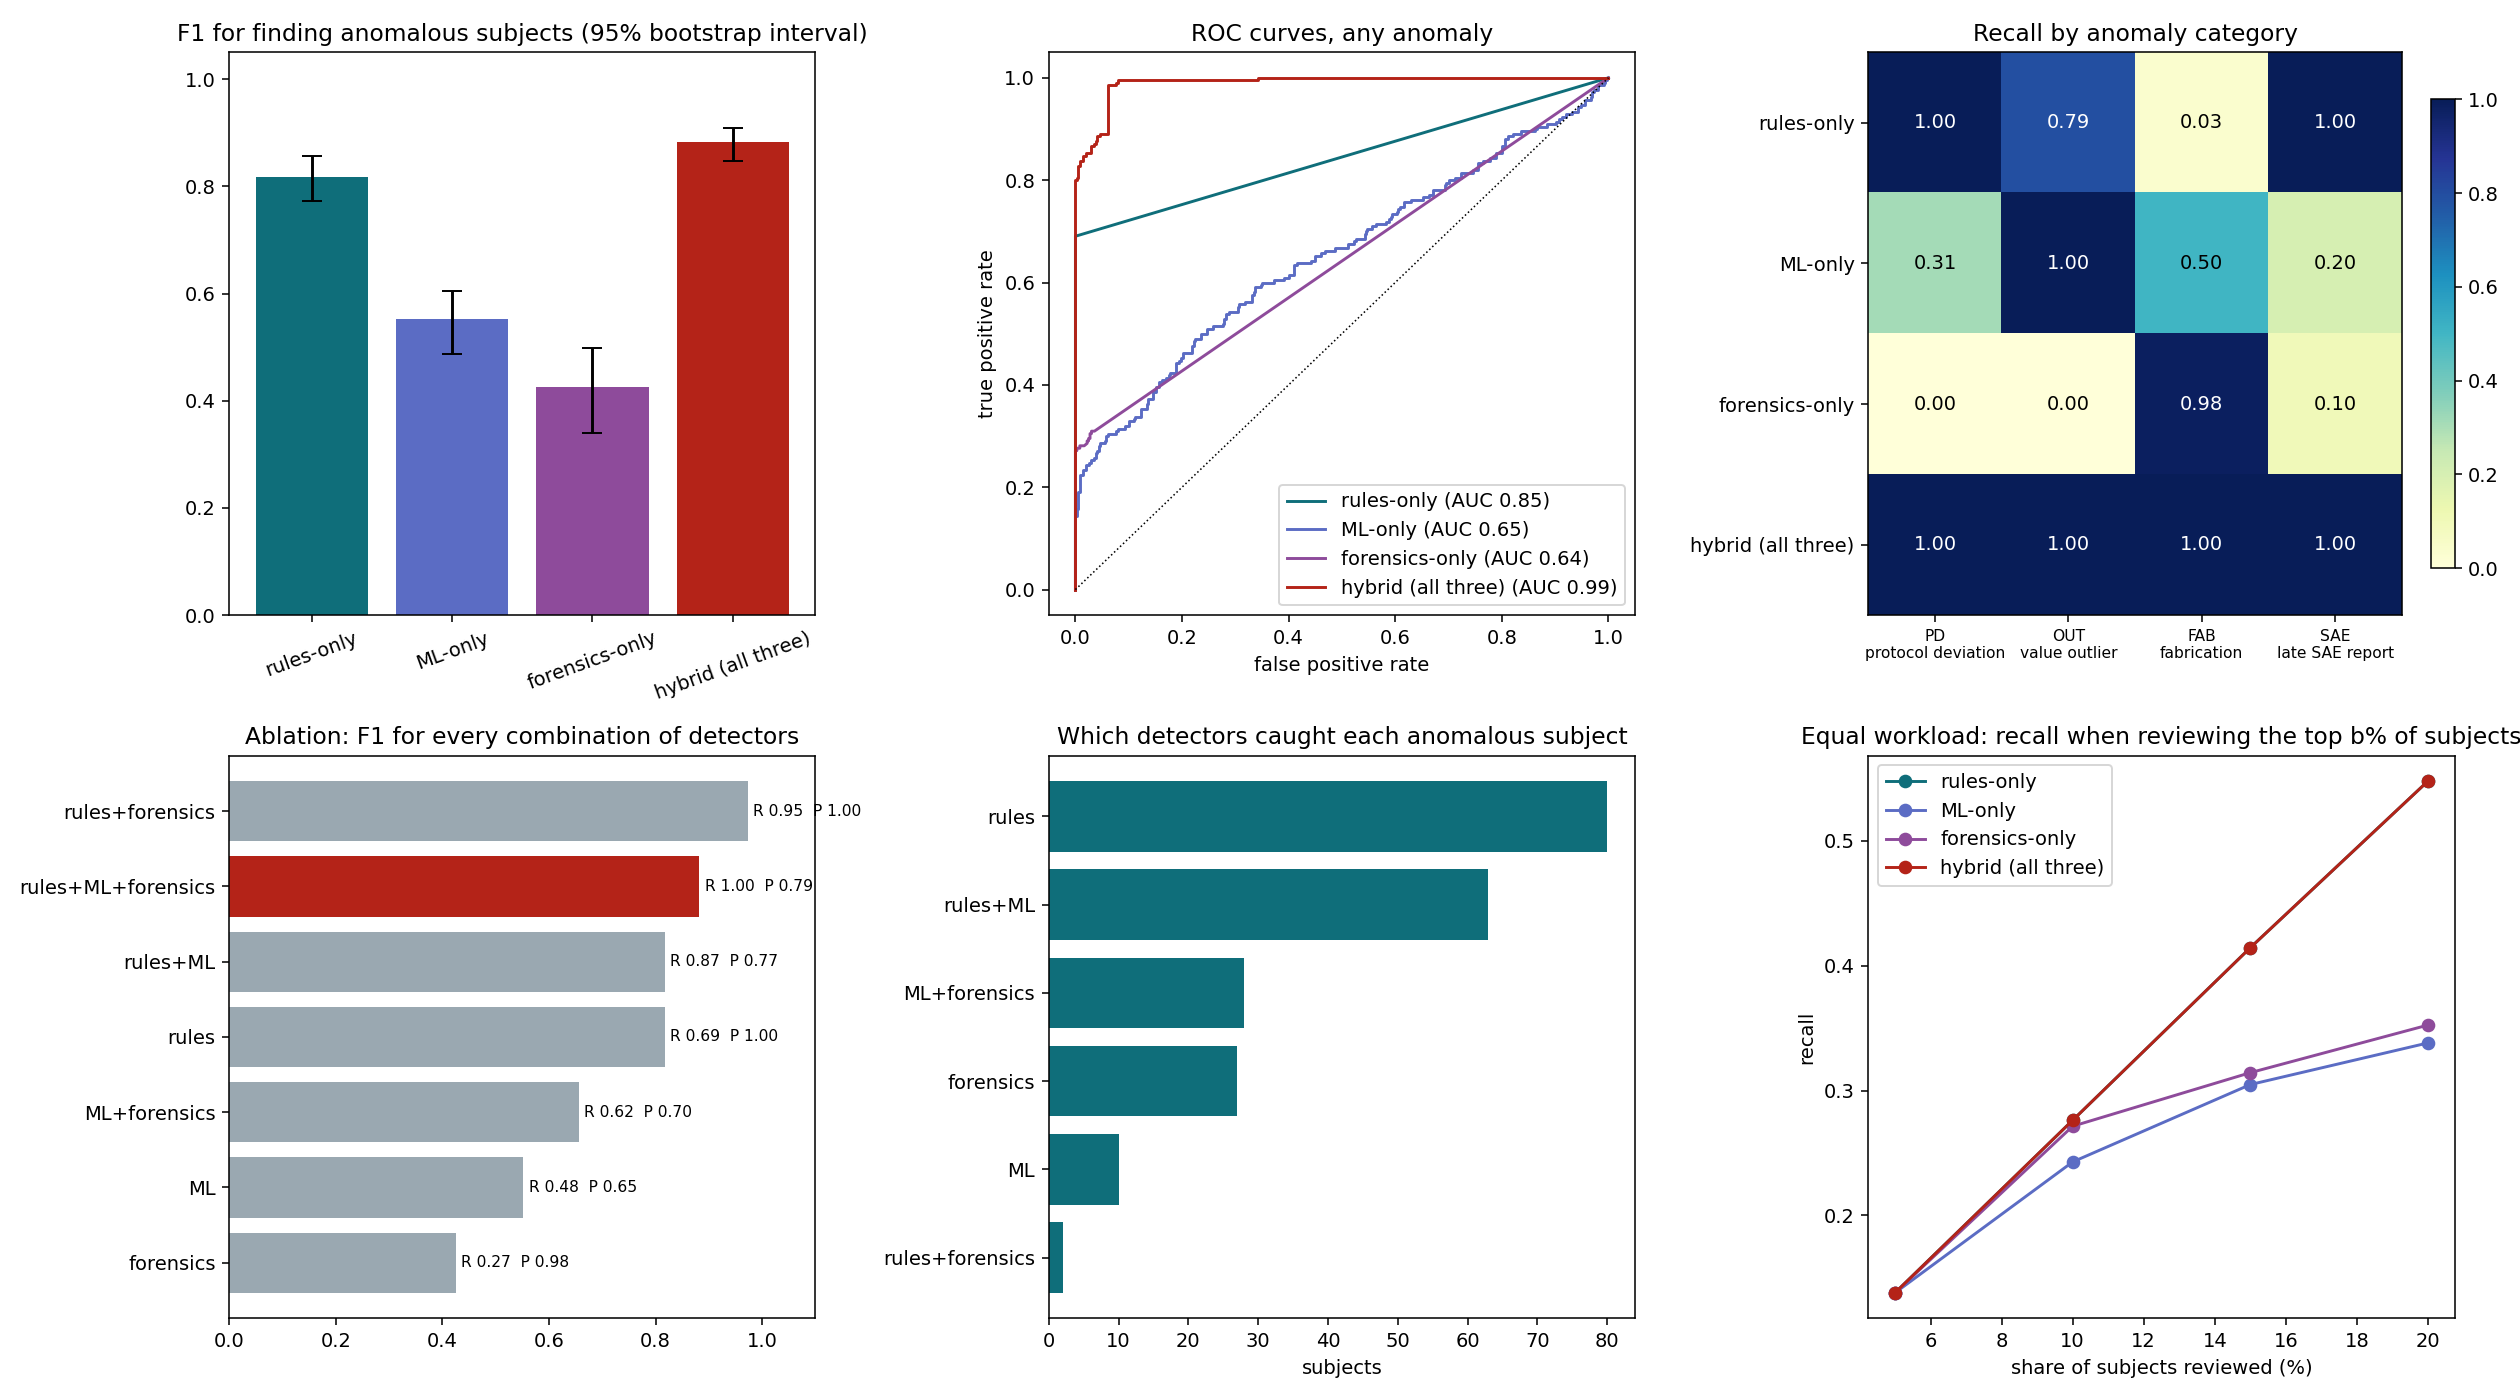 F1 for finding anomalous subjects (95% bootstrap interval)
1.0
0.8
0.6
0.4
0.2
0.0
rules-only
ML-only
forensics-only
hybrid (all three)
ROC curves, any anomaly
true positive rate
1.0
0.8
0.6
0.4
0.2
0.0
rules-only (AUC 0.85)
ML-only (AUC 0.65)
forensics-only (AUC 0.64)
hybrid (all three) (AUC 0.99)
0.0 0.2 0.4 0.6 0.8 1.0
false positive rate
Recall by anomaly category
rules-only 1.00 0.79 0.03 1.00
ML-only 0.31 1.00 0.50 0.20
forensics-only 0.00 0.00 0.98 0.10
hybrid (all three) 1.00 1.00 1.00 1.00
PD OUT FAB SAE
protocol deviation value outlier fabrication late SAE report
1.0
0.8
0.6
0.4
0.2
0.0
Ablation: F1 for every combination of detectors
rules+forensics R 0.95 P 1.00
rules+ML+forensics R 1.00 P 0.79
rules+ML R 0.87 P 0.77
rules R 0.69 P 1.00
ML+forensics R 0.62 P 0.70
ML R 0.48 P 0.65
forensics R 0.27 P 0.98
0.0 0.2 0.4 0.6 0.8 1.0
Which detectors caught each anomalous subject
rules
rules+ML
ML+forensics
forensics
ML
rules+forensics
0 10 20 30 40 50 60 70 80
subjects
Equal workload: recall when reviewing the top b% of subjects
rules-only
ML-only
forensics-only
hybrid (all three)
recall
0.5
0.4
0.3
0.2
6 8 10 12 14 16 18 20
share of subjects reviewed (%)